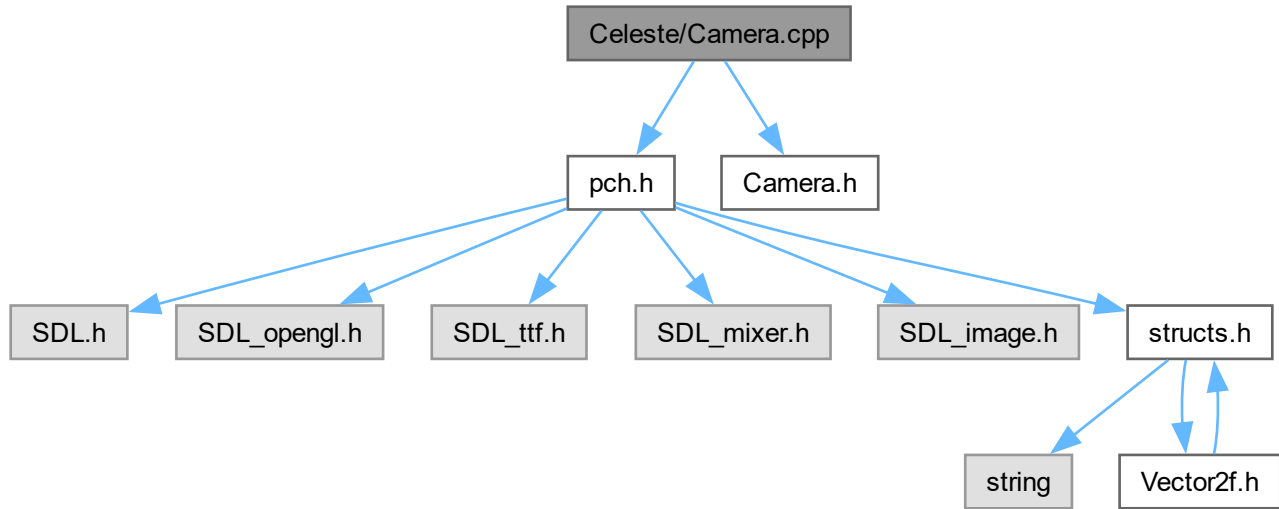 Celeste/Camera.cpp
pch.h
Camera.h
SDL.h
SDL_opengl.h
SDL_ttf.h
SDL_mixer.h
SDL_image.h
structs.h
string
Vector2f.h